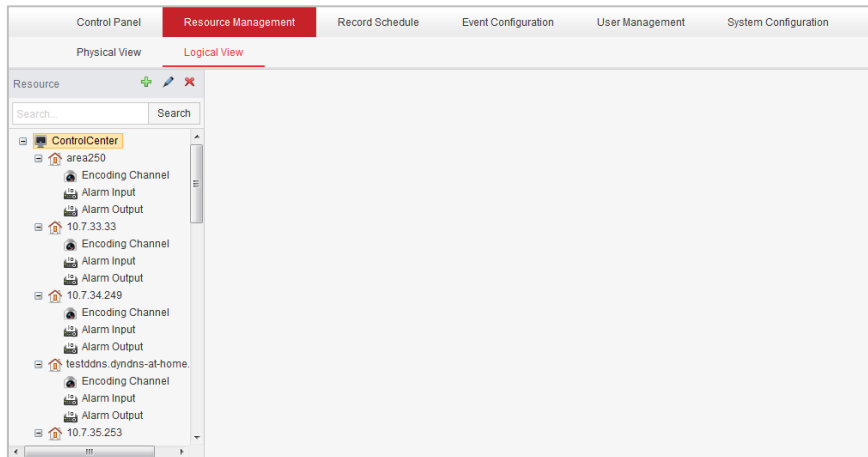 Control Panel Resource Management Record Schedule Event Configuration User Management System Configuration
Physical View Logical View
Resource
Search... Search
ControlCenter
area250
Encoding Channel
Alarm Input
Alarm Output
10.7.33.33
Encoding Channel
Alarm Input
Alarm Output
10.7.34.249
Encoding Channel
Alarm Input
Alarm Output
testddns.dyndns-at-home.
Encoding Channel
Alarm Input
Alarm Output
10.7.35.253